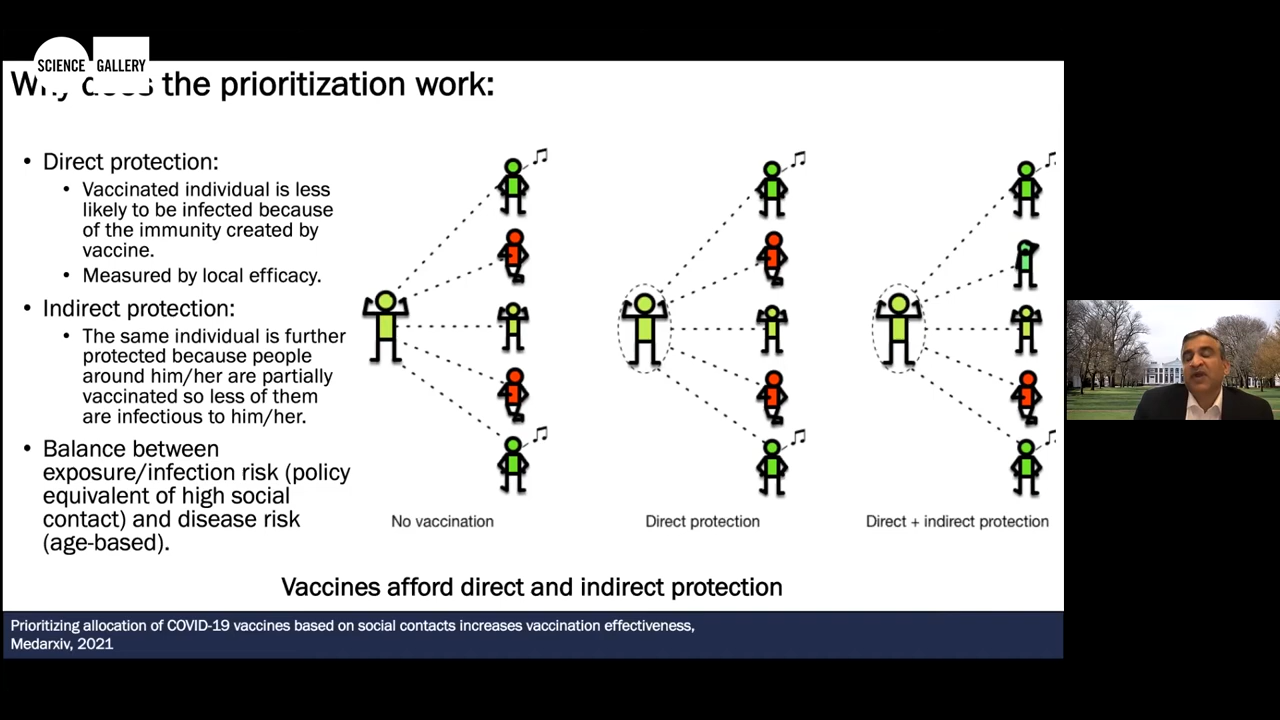 SCIENCE GALLERY
the prioritization work:
• Direct protection:
• Vaccinated individual is less
likely to be infected because
of the immunity created by
vaccine.
• Measured by local efficacy.
• Indirect protection:
• The same individual is further
protected because people
around him/her are partially
vaccinated so less of them
are infectious to him/her.
• Balance between
exposure/infection risk (policy
equivalent of high social
contact) and disease risk
(age-based).
No vaccination
Direct protection
Direct + indirect protection
Vaccines afford direct and indirect protection
Prioritizing allocation of COVID-19 vaccines based on social contacts increases vaccination effectiveness,
Medarxiv, 2021